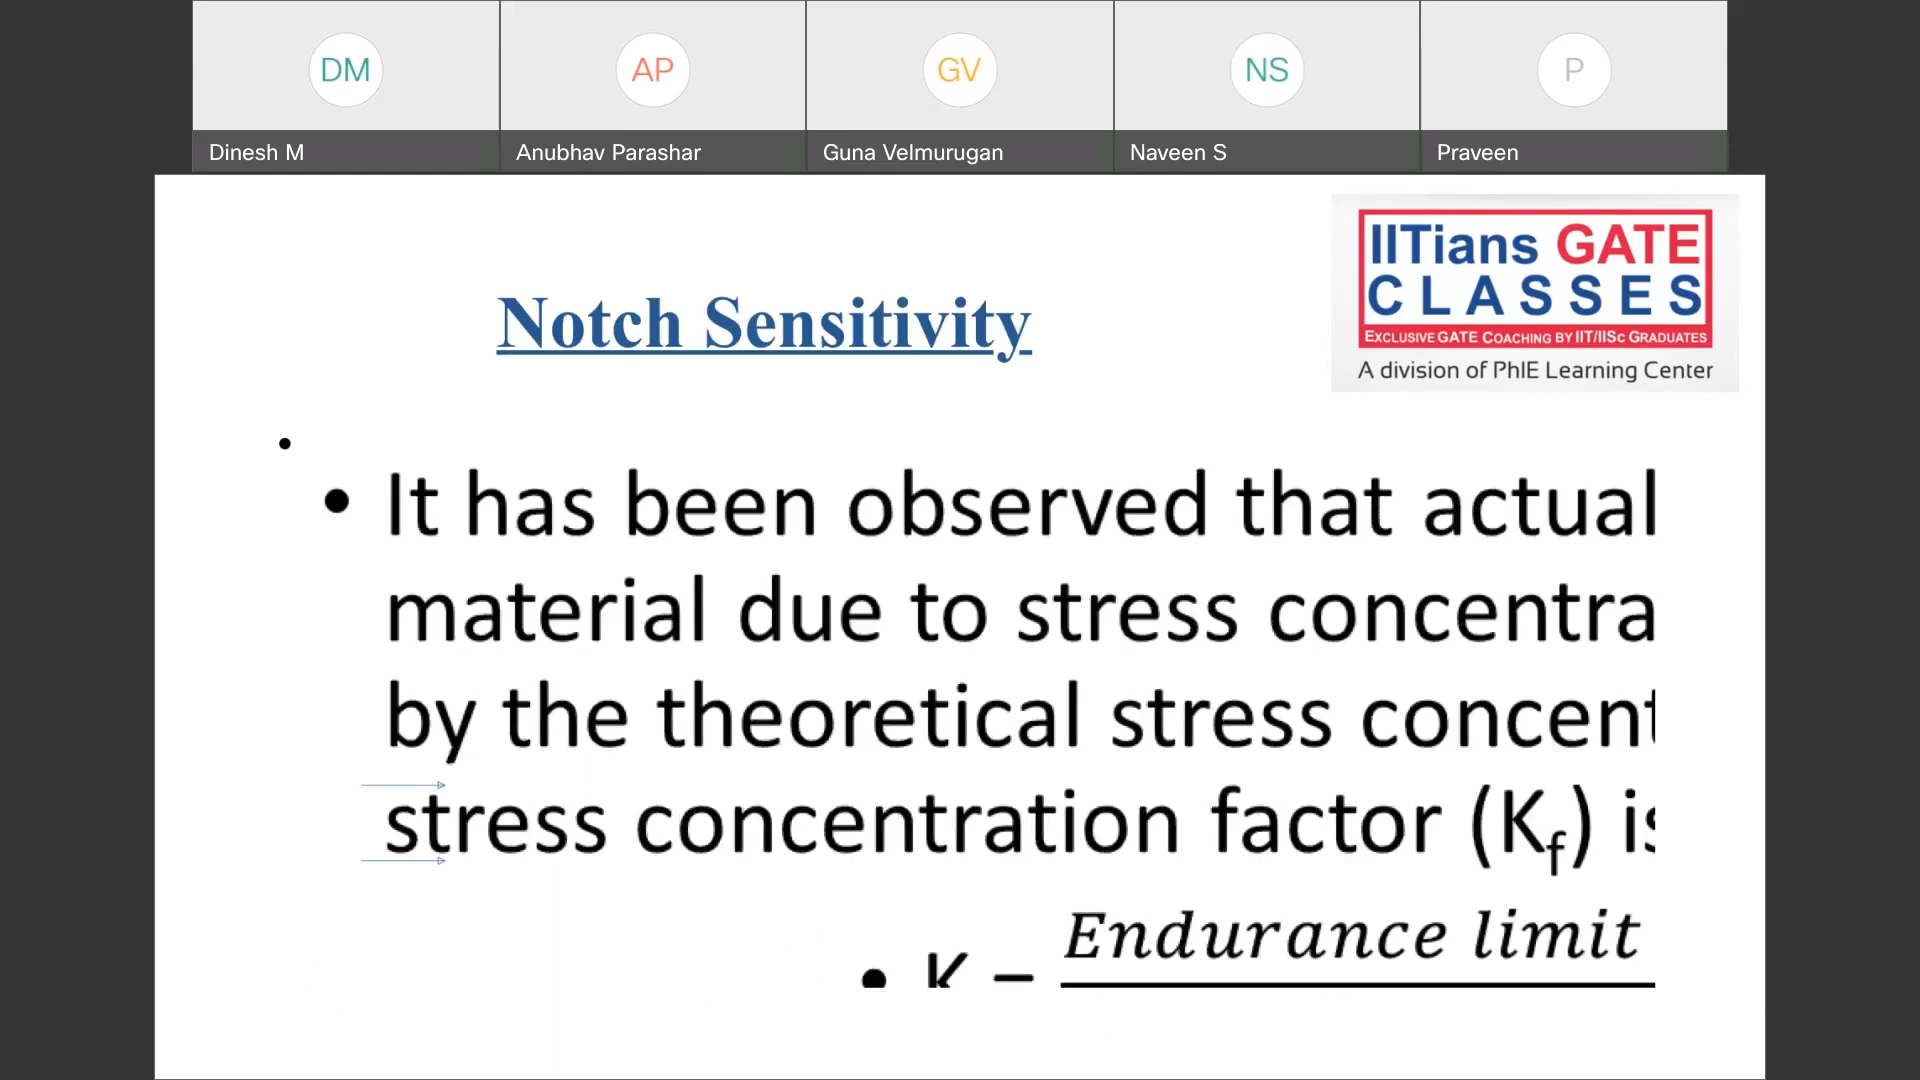 DM
AP
GV
NS
P
Dinesh M
Anubhav Parashar
Guna Velmurugan
Naveen S
Praveen
IITians GATE
CLASSES
EXCLUSIVE GATE COACHING BY IIT/IISc GRADUATES
A division of PhIE Learning Center
Notch Sensitivity
•
• It has been observed that actual
material due to stress concentra
by the theoretical stress concent
stress concentration factor (Kf) is
Endurance limit
• K =